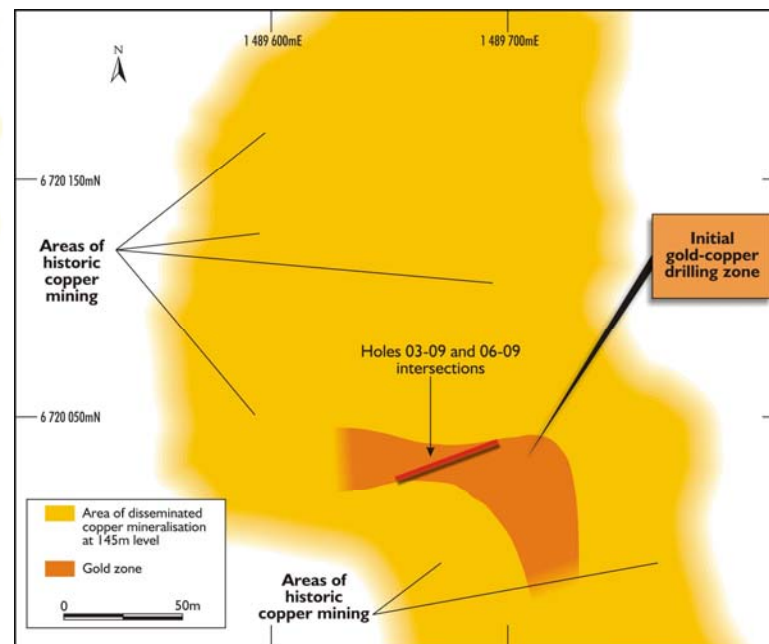 1 489 600mE
1 489 700mE
N
6 720 150mN
Areas of
historic
copper
mining
Initial
gold-copper
drilling zone
Holes 03-09 and 06-09
intersections
6 720 050mN
Area of disseminated
copper mineralisation
at 145m level
Gold zone
0
50m
Areas of
historic
copper mining